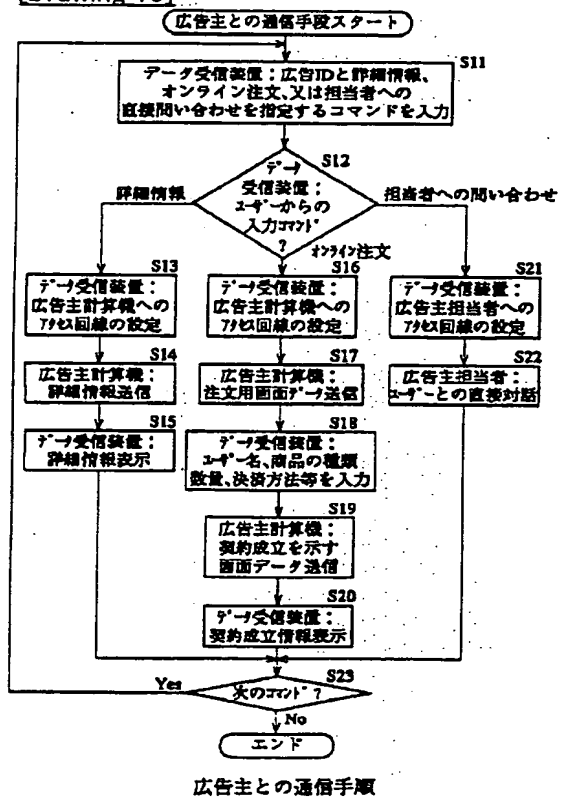 広告主との通信手段スタート
S11
データ受信装置：広告IDと詳細情報、
オンライン注文、又は担当者への
直接問い合わせを指定するコマンドを入力
S12
データ
受信装置：
ユーザーからの
入力コマンド
？
詳細情報
オンライン注文
担当者への問い合わせ
S13
データ受信装置：
広告主計算機への
アクセス回線の設定
S14
広告主計算機：
詳細情報送信
S15
データ受信装置：
詳細情報表示
S16
データ受信装置：
広告主計算機への
アクセス回線の設定
S17
広告主計算機：
注文用画面データ送信
S18
データ受信装置：
ユーザー名、商品の種類
数量、決済方法等を入力
S19
広告主計算機：
契約成立を示す
画面データ送信
S20
データ受信装置：
契約成立情報表示
S21
データ受信装置：
広告主担当者への
アクセス回線の設定
S22
広告主担当者：
ユーザーとの直接対話
S23
次のコマンド？
Yes
No
エンド
広告主との通信手順